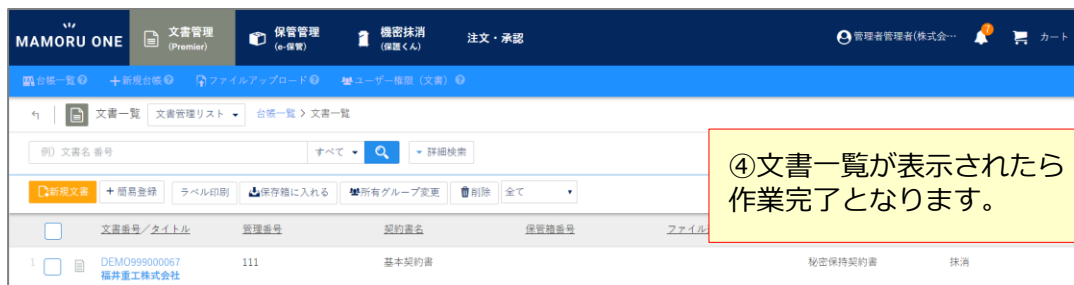 MAMORU ONE
文書管理
(Premier)
保管管理
(e-保管)
機密抹消
(保護くん)
注文・承認
管理者管理者(株式会…
7
カート
台帳一覧
+新規台帳
ファイルアップロード
ユーザー権限（文書）
文書一覧
文書管理リスト
台帳一覧 > 文書一覧
例）文書名 番号
すべて
詳細検索
新規文書
+ 簡易登録
ラベル印刷
保存箱に入れる
所有グループ変更
削除
全て
④文書一覧が表示されたら
作業完了となります。
文書番号／タイトル
管理番号
契約書名
保管箱番号
1
DEMO999000067
福井重工株式会社
111
基本契約書
秘密保持契約書
抹消